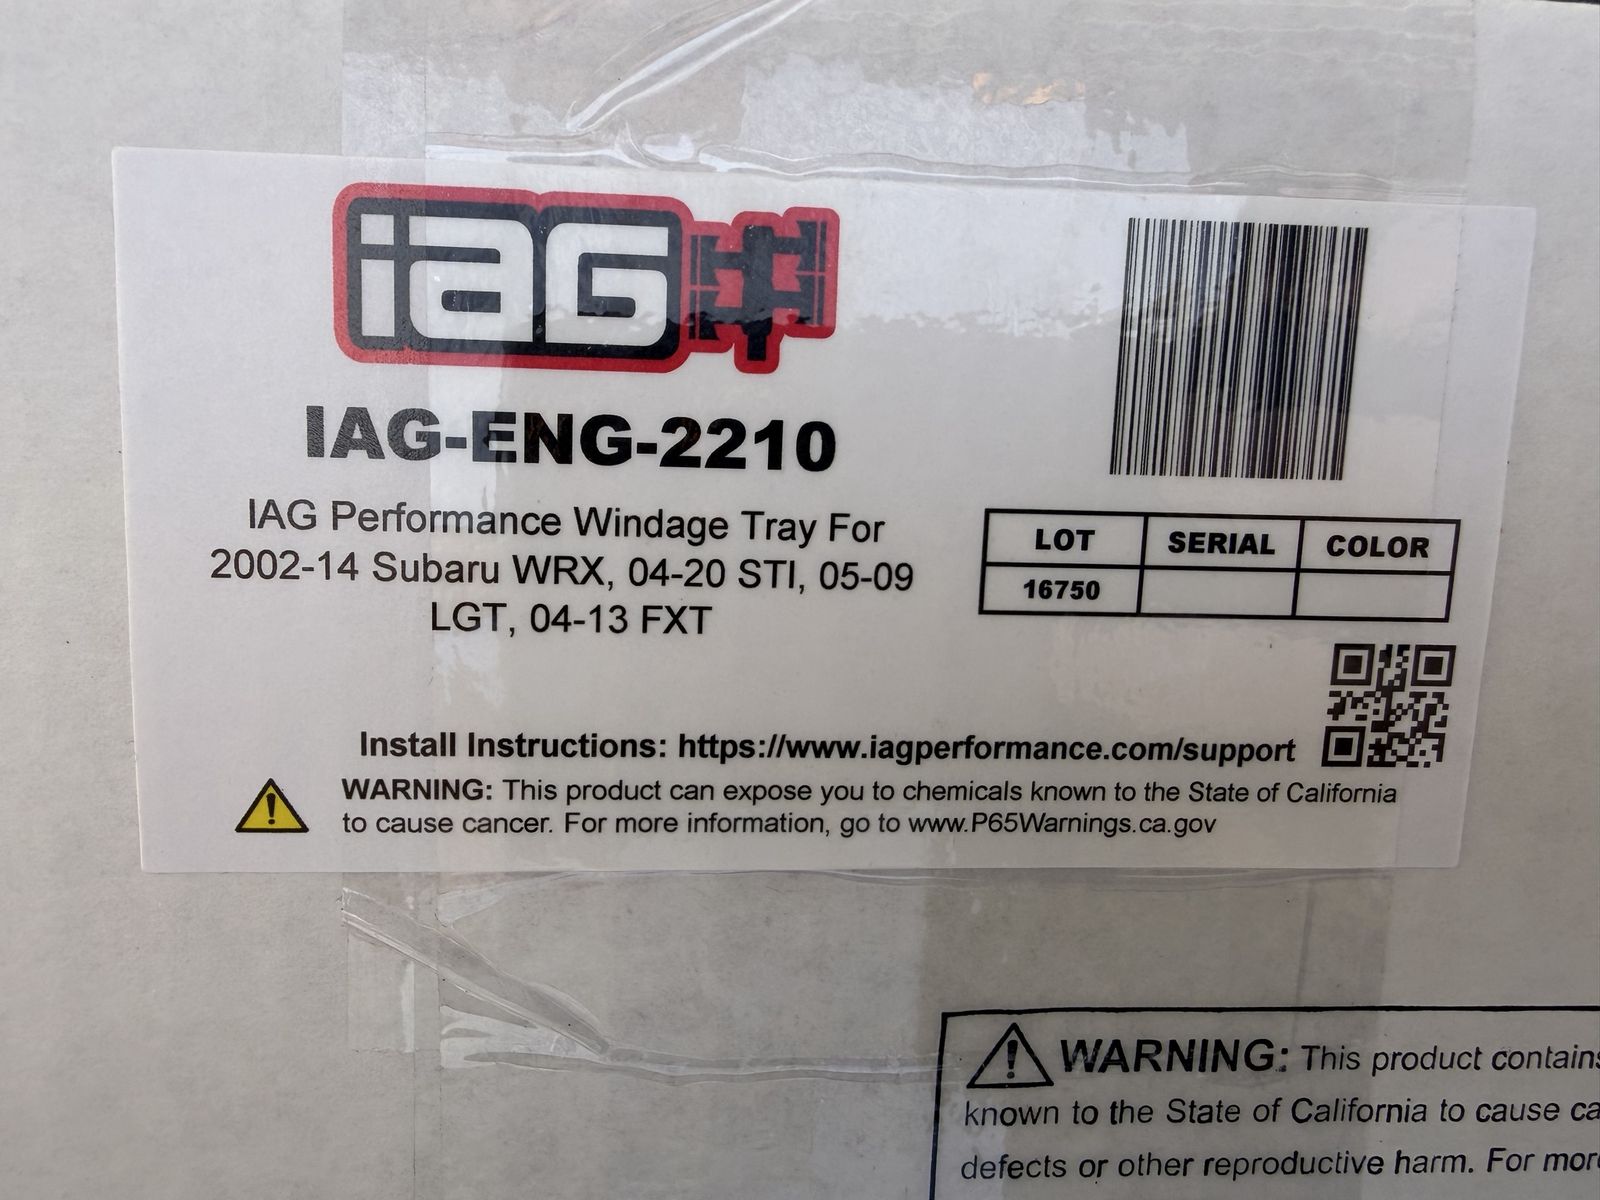 iAG
IAG-ENG-2210
IAG Performance Windage Tray For
2002-14 Subaru WRX, 04-20 STI, 05-09
LGT, 04-13 FXT
LOT SERIAL COLOR
16750
Install Instructions: https://www.iagperformance.com/support
WARNING: This product can expose you to chemicals known to the State of California
to cause cancer. For more information, go to www.P65Warnings.ca.gov
WARNING: This product contains
known to the State of California to cause
defects or other reproductive harm. For